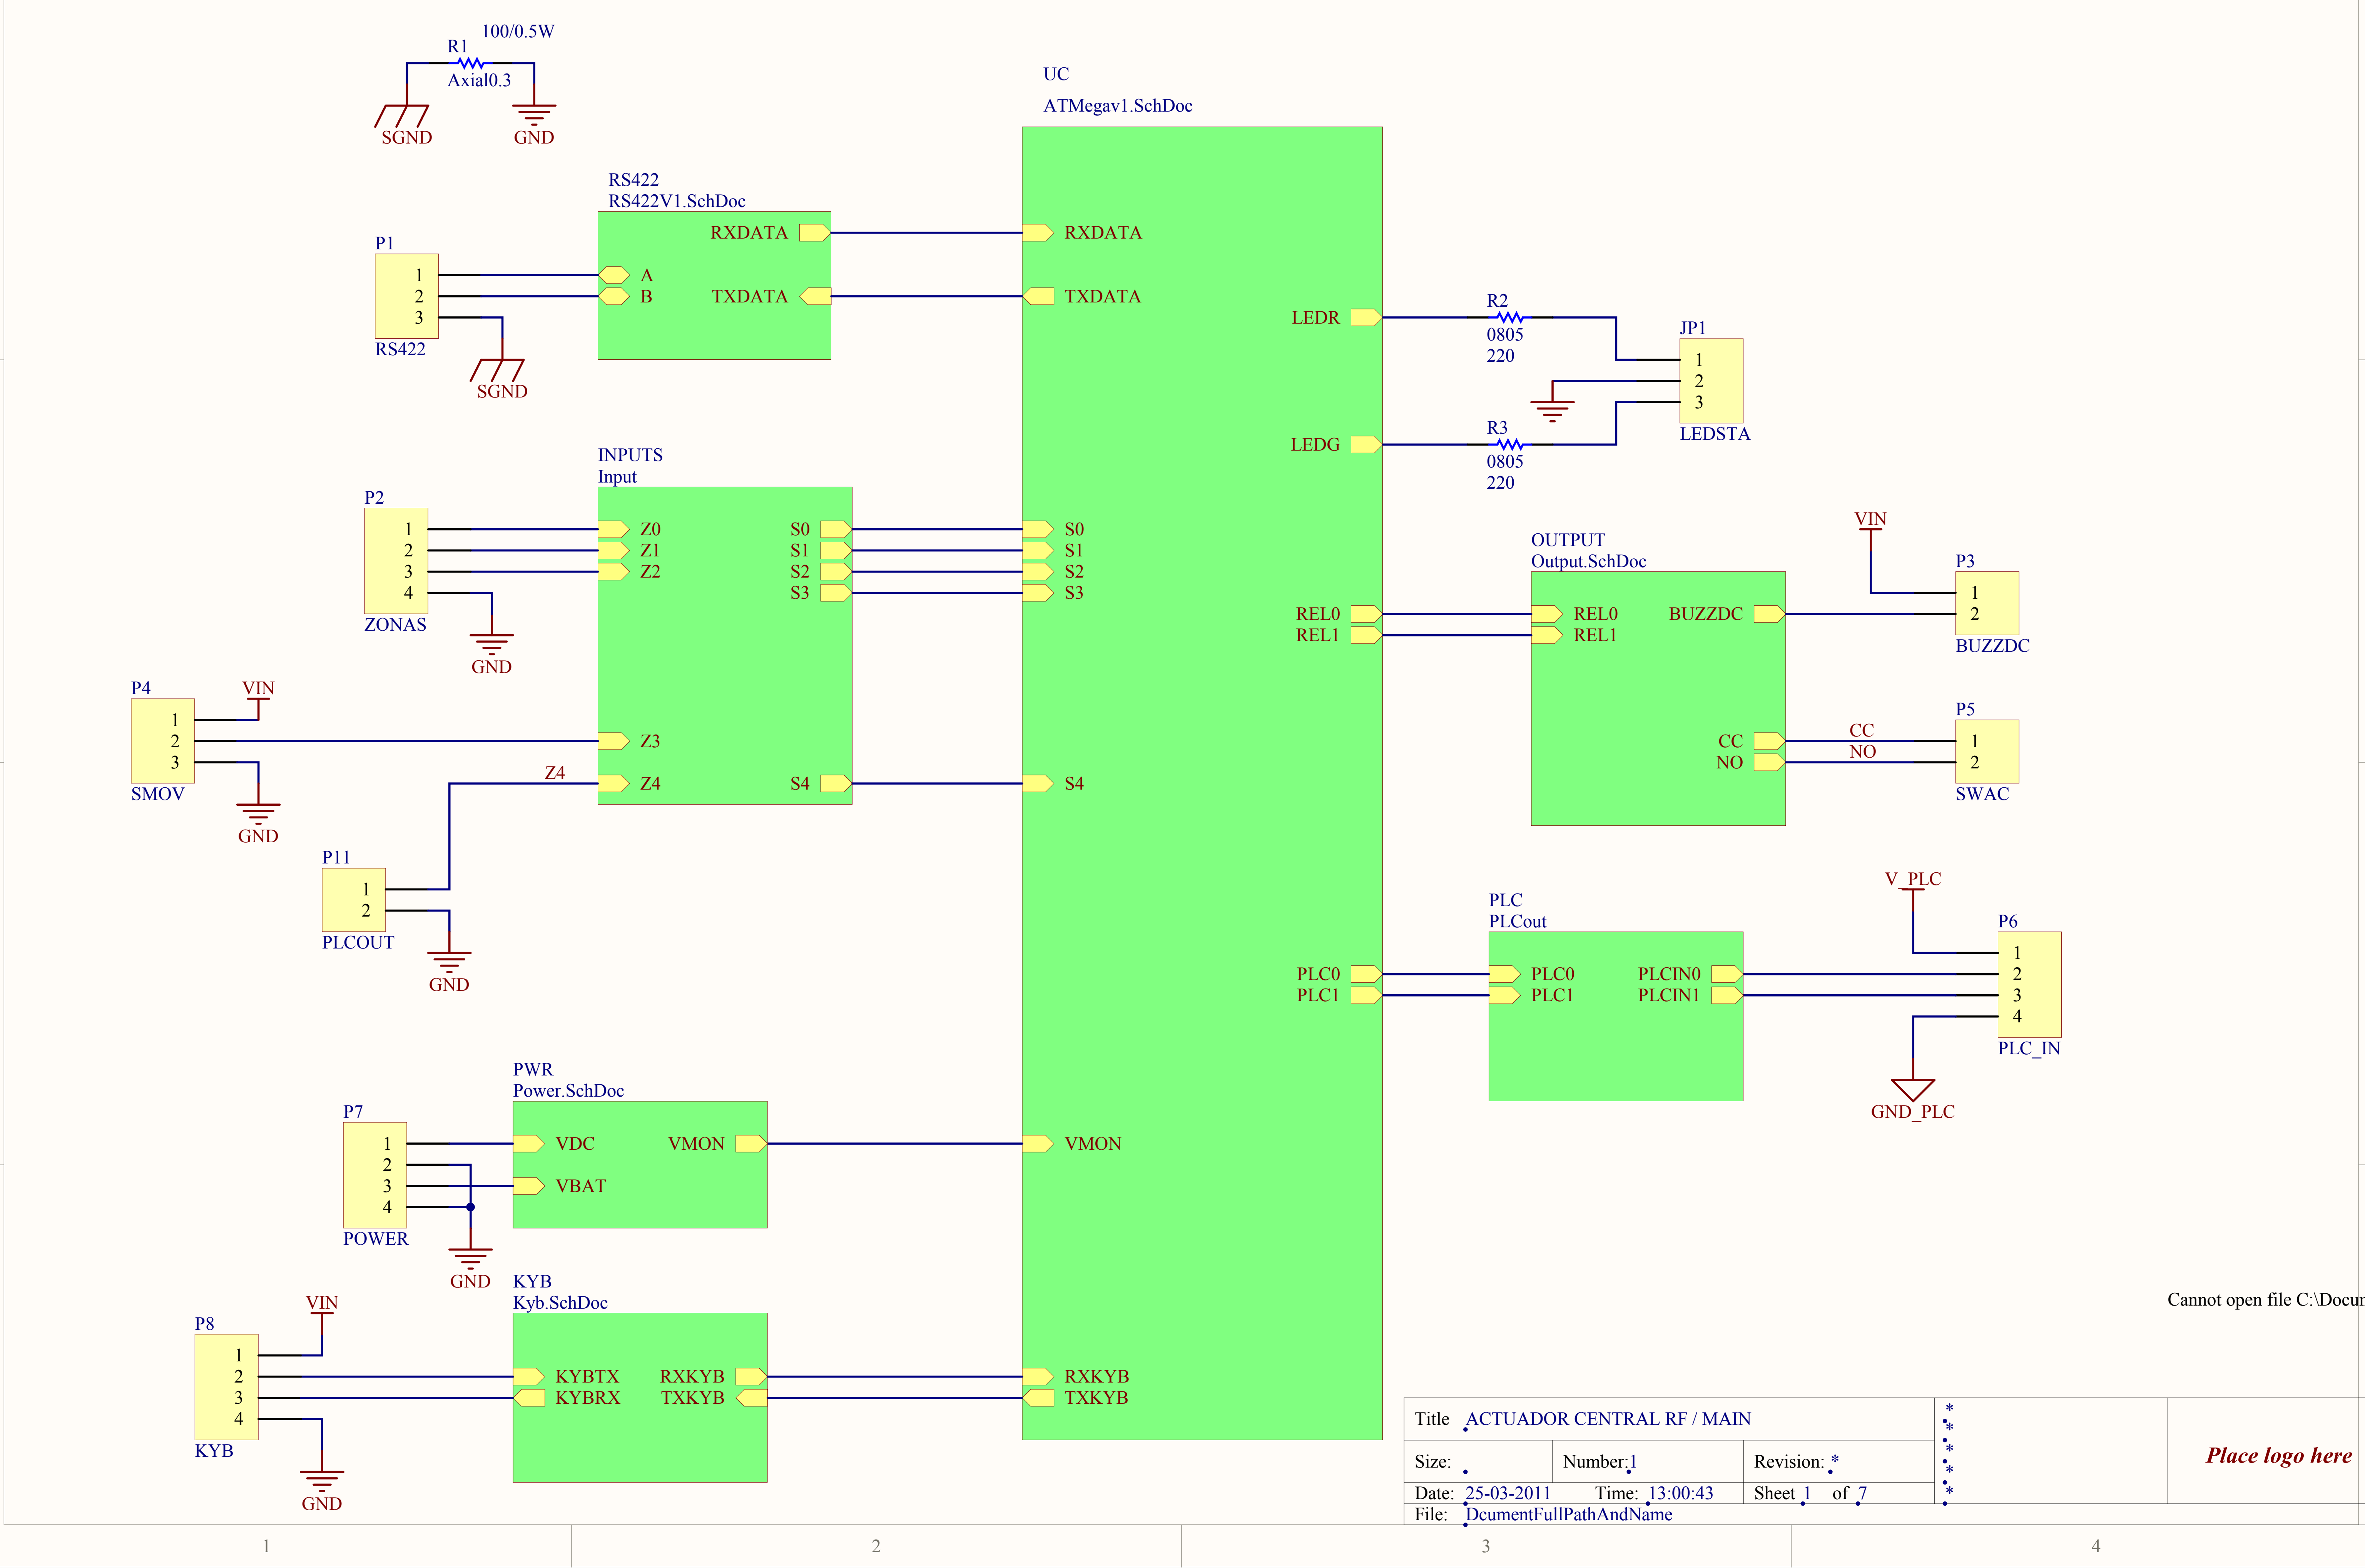 100/0.5W
R1
Axial0.3
SGND
GND
UC
ATMegav1.SchDoc
RS422
RS422V1.SchDoc
RXDATA
RXDATA
P1
1
A
2
B
TXDATA
TXDATA
3
RS422
SGND
LEDR
R2
0805
220
JP1
1
2
3
LEDSTA
LEDG
R3
0805
220
INPUTS
Input
P2
1
Z0
S0
S0
2
Z1
S1
S1
3
Z2
S2
S2
4
S3
S3
ZONAS
GND
OUTPUT
Output.SchDoc
VIN
P3
1
2
BUZZDC
REL0
REL0
BUZZDC
REL1
REL1
P4
VIN
1
2
Z3
3
SMOV
GND
Z4
Z4
S4
S4
P5
CC
CC
1
NO
NO
2
SWAC
P11
1
2
PLCOUT
GND
PLC
PLCout
V_PLC
P6
1
PLC0
PLC0
PLCIN0
2
PLC1
PLC1
PLCIN1
3
4
PLC_IN
GND_PLC
PWR
Power.SchDoc
P7
1
VDC
VMON
VMON
2
3
VBAT
4
POWER
GND
KYB
Kyb.SchDoc
VIN
P8
1
2
KYBTX
RXKYB
RXKYB
3
KYBRX
TXKYB
TXKYB
4
KYB
GND
Cannot open file C:\Docu
Title ACTUADOR CENTRAL RF / MAIN
Size: Number:1 Revision: *
Date: 25-03-2011 Time: 13:00:43 Sheet 1 of 7
File: DcumentFullPathAndName
*
*
*
*
*
Place logo here
1 2 3 4